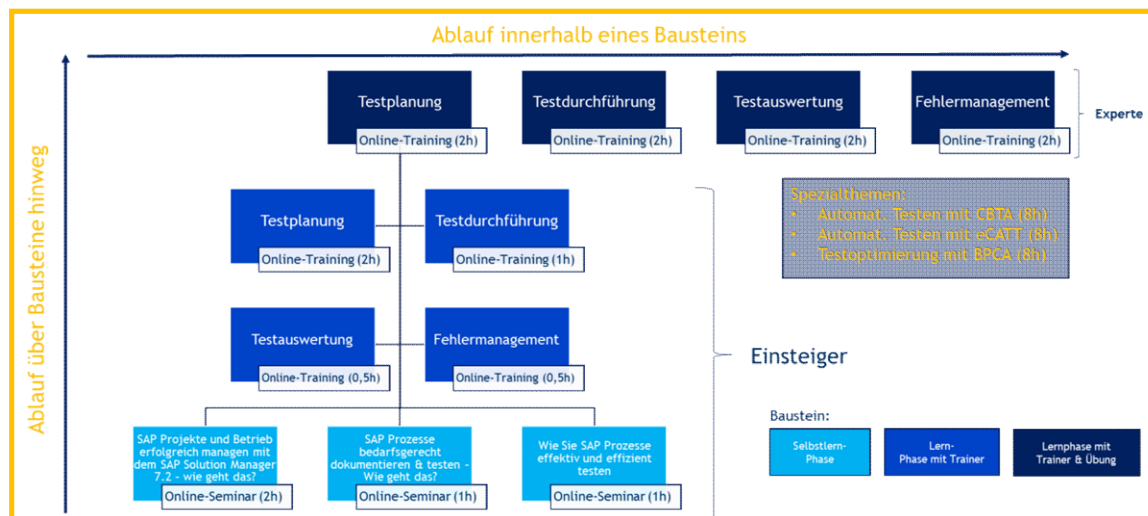 Ablauf innerhalb eines Bausteins
Ablauf über Bausteine hinweg
Testplanung
Online-Training (2h)
Testdurchführung
Online-Training (2h)
Testauswertung
Online-Training (2h)
Fehlermanagement
Online-Training (2h)
Experte
Testplanung
Online-Training (2h)
Testdurchführung
Online-Training (1h)
Spezialthemen:
• Automat. Testen mit CBTA (8h)
• Automat. Testen mit eCATT (8h)
• Testoptimierung mit BPCA (8h)
Testauswertung
Online-Training (0,5h)
Fehlermanagement
Online-Training (0,5h)
Einsteiger
SAP Projekte und Betrieb
erfolgreich managen mit
dem SAP Solution Manager
7.2 – wie geht das?
Online-Seminar (2h)
SAP Prozesse
bedarfsgerecht
dokumentieren & testen –
Wie geht das?
Online-Seminar (1h)
Wie Sie SAP Prozesse
effektiv und effizient
testen
Online-Seminar (1h)
Baustein:
Selbstlern-
Phase
Lern-
Phase mit Trainer
Lernphase mit
Trainer & Übung